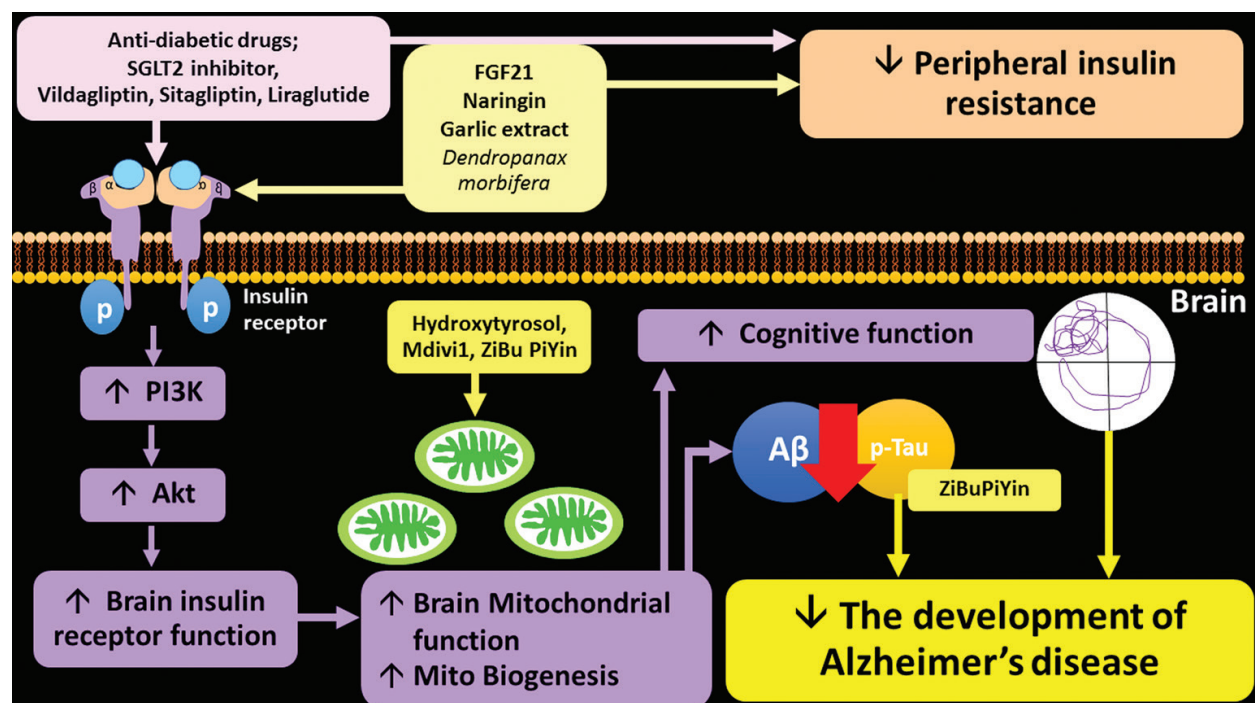 Anti-diabetic drugs;
SGLT2 inhibitor,
Vildagliptin, Sitagliptin, Liraglutide
FGF21
Naringin
Garlic extract
Dendropanax
morbifera
↓ Peripheral insulin
resistance
β α α β
p
p
Insulin
receptor
Brain
Hydroxytyrosol,
Mdivi1, ZiBu PiYin
↑ Cognitive function
↑ PI3K
↑ Akt
Aβ
p-Tau
ZiBuPiYin
↑ Brain insulin
receptor function
↑ Brain Mitochondrial
function
↑ Mito Biogenesis
↓ The development of
Alzheimer’s disease